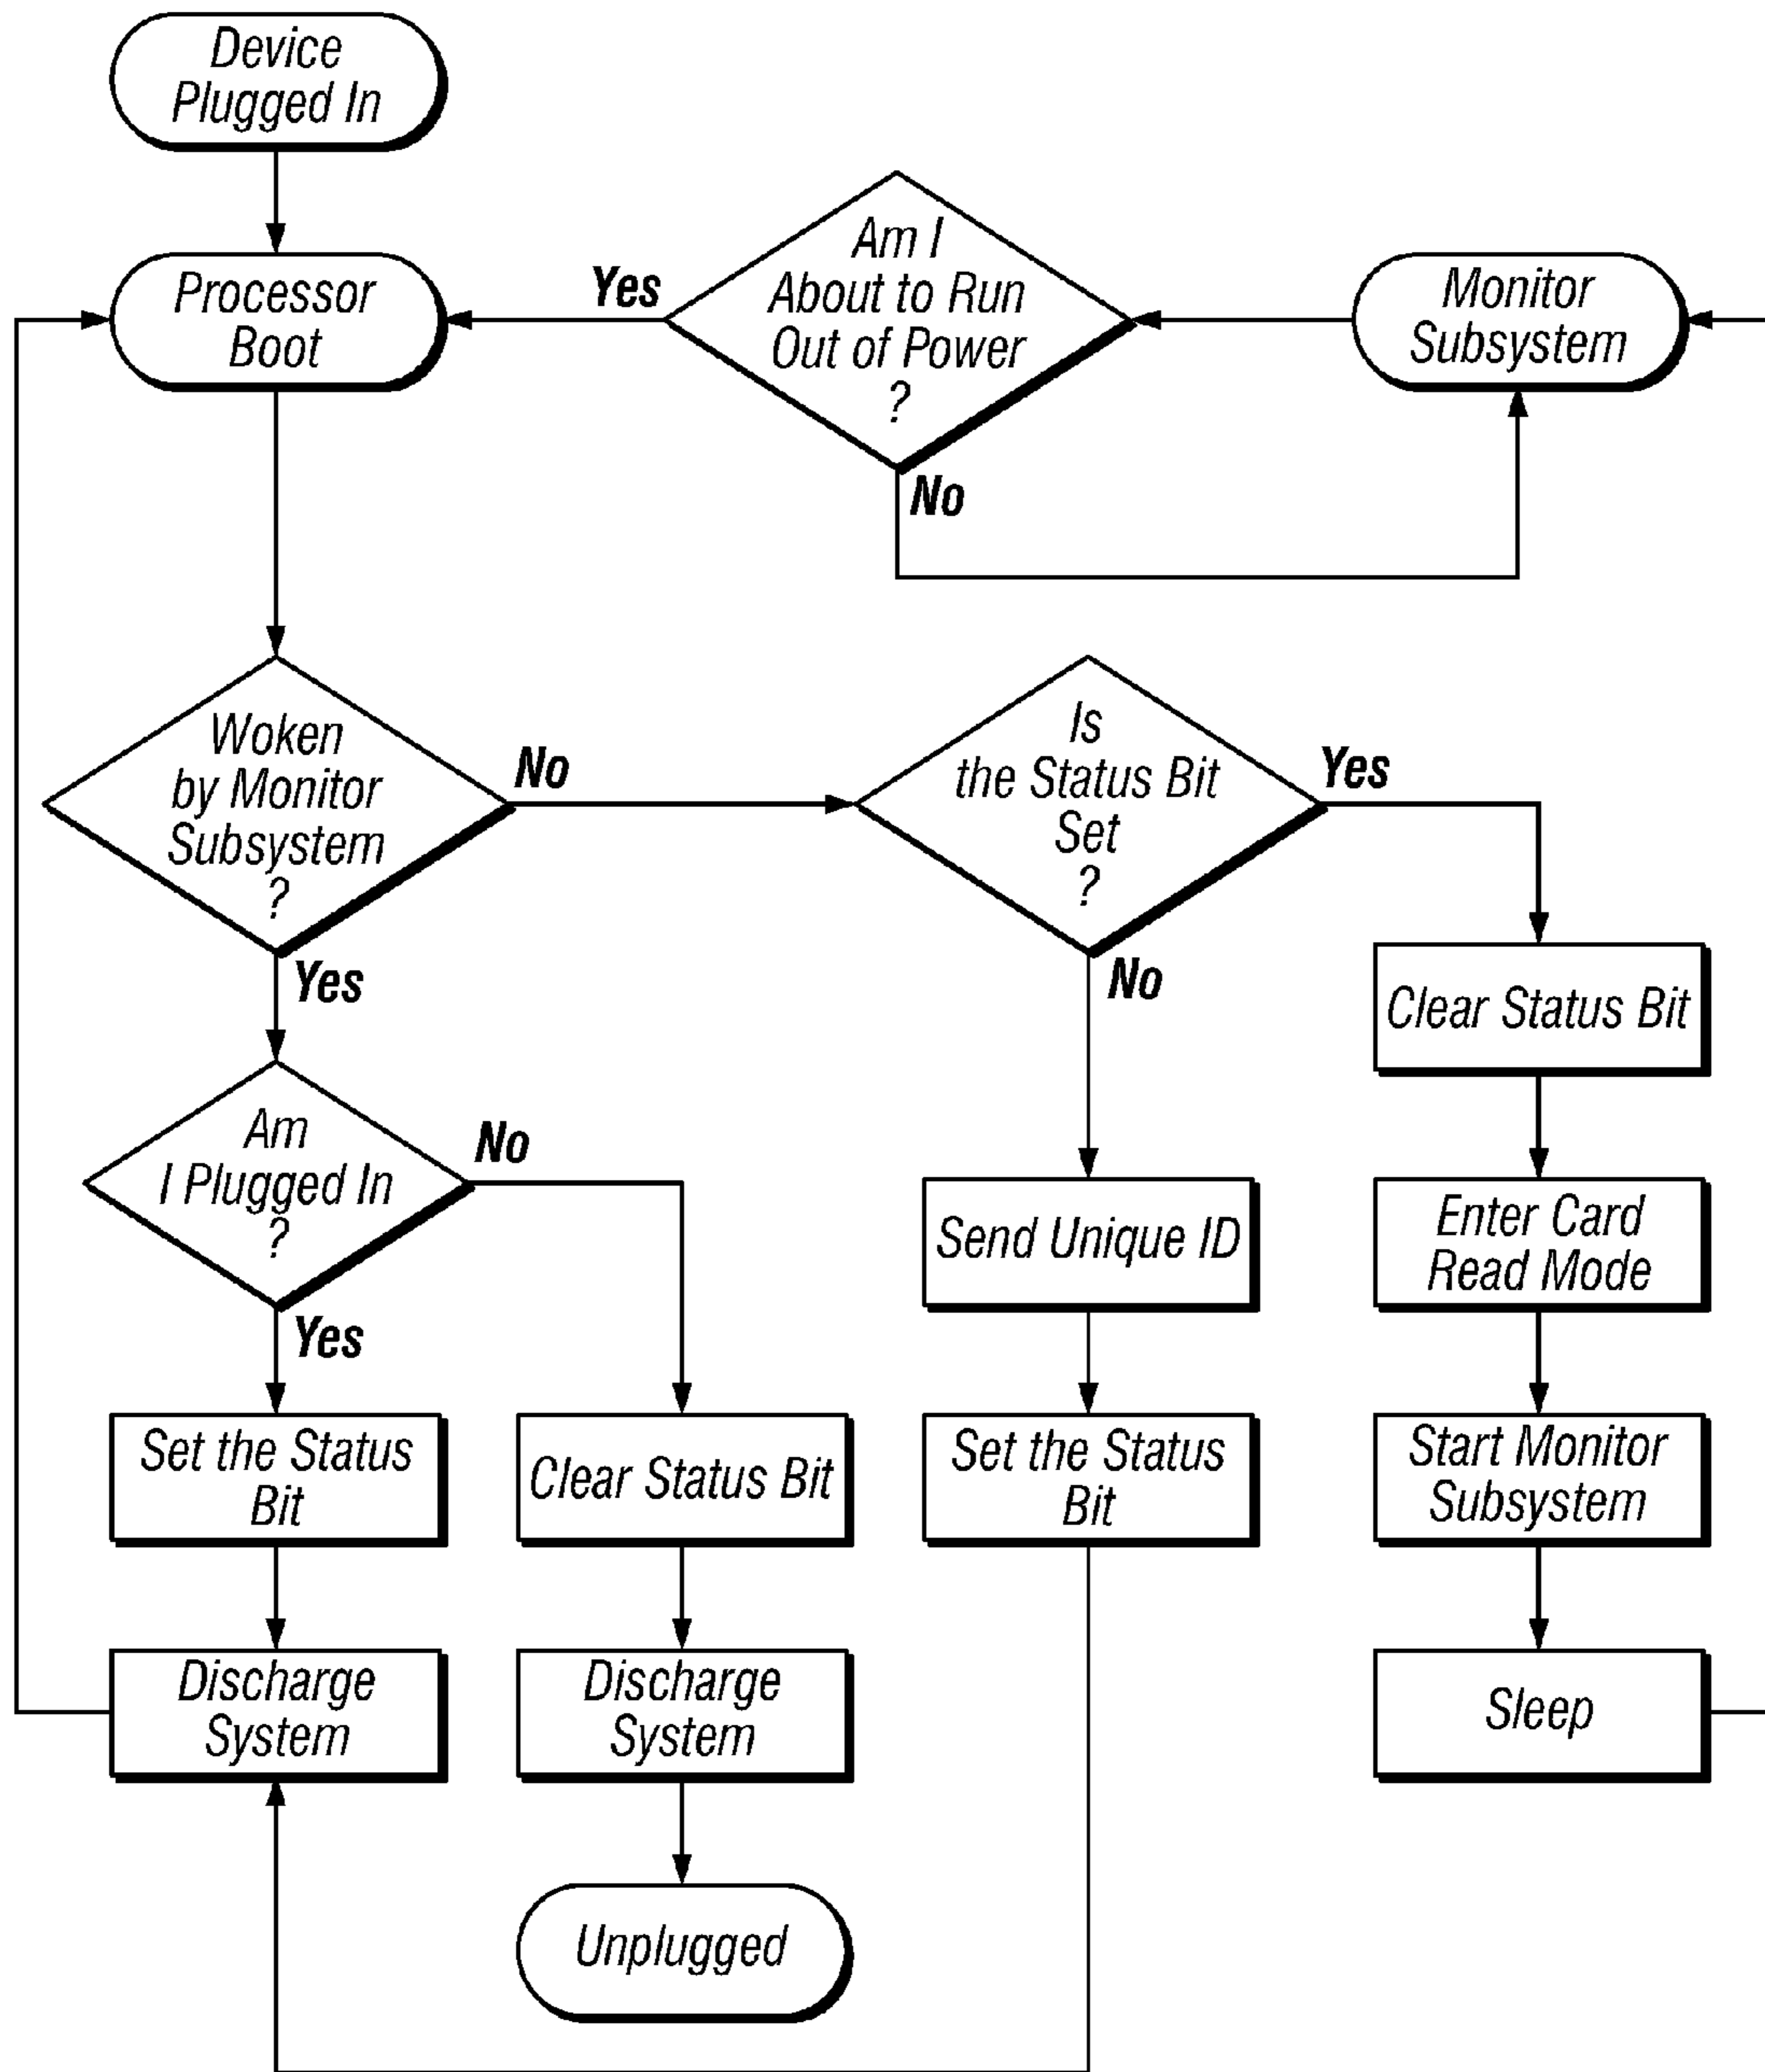 Device
Plugged In
Processor
Boot
Yes
Am I
About to Run
Out of Power
?
No
Monitor
Subsystem
Woken
by Monitor
Subsystem
?
No
Yes
Is
the Status Bit
Set
?
Yes
No
Clear Status Bit
Am
I Plugged In
?
No
Yes
Send Unique ID
Enter Card
Read Mode
Set the Status
Bit
Clear Status Bit
Set the Status
Bit
Start Monitor
Subsystem
Discharge
System
Discharge
System
Sleep
Unplugged